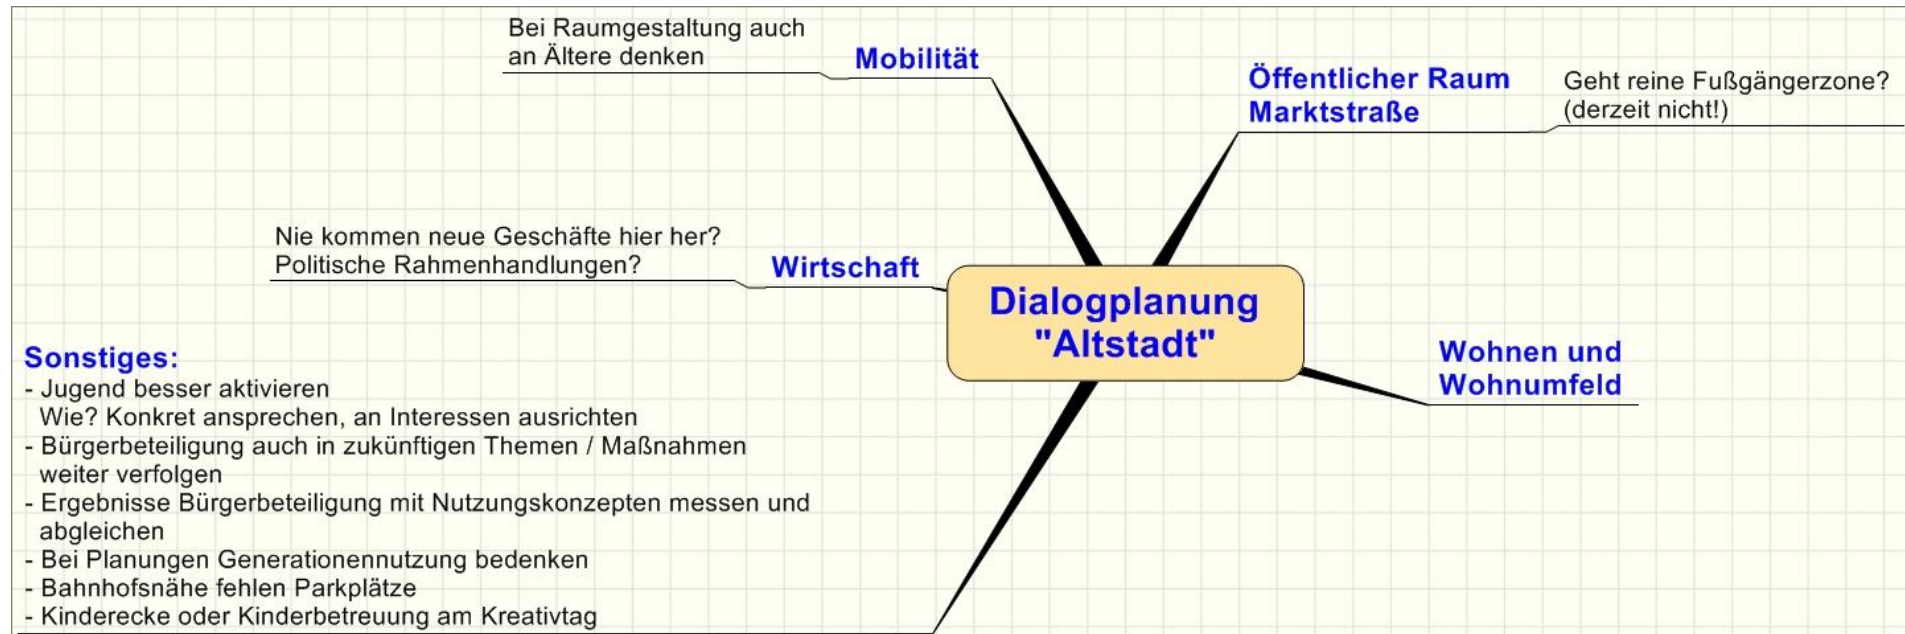 Bei Raumgestaltung auch
an Ältere denken
Mobilität
Öffentlicher Raum
Marktstraße
Geht reine Fußgängerzone?
(derzeit nicht!)
Nie kommen neue Geschäfte hier her?
Politische Rahmenhandlungen?
Wirtschaft
Dialogplanung
"Altstadt"
Wohnen und
Wohnumfeld
Sonstiges:
- Jugend besser aktivieren
Wie? Konkret ansprechen, an Interessen ausrichten
- Bürgerbeteiligung auch in zukünftigen Themen / Maßnahmen
weiter verfolgen
- Ergebnisse Bürgerbeteiligung mit Nutzungskonzepten messen und
abgleichen
- Bei Planungen Generationennutzung bedenken
- Bahnhofsnähe fehlen Parkplätze
- Kinderecke oder Kinderbetreuung am Kreativtag